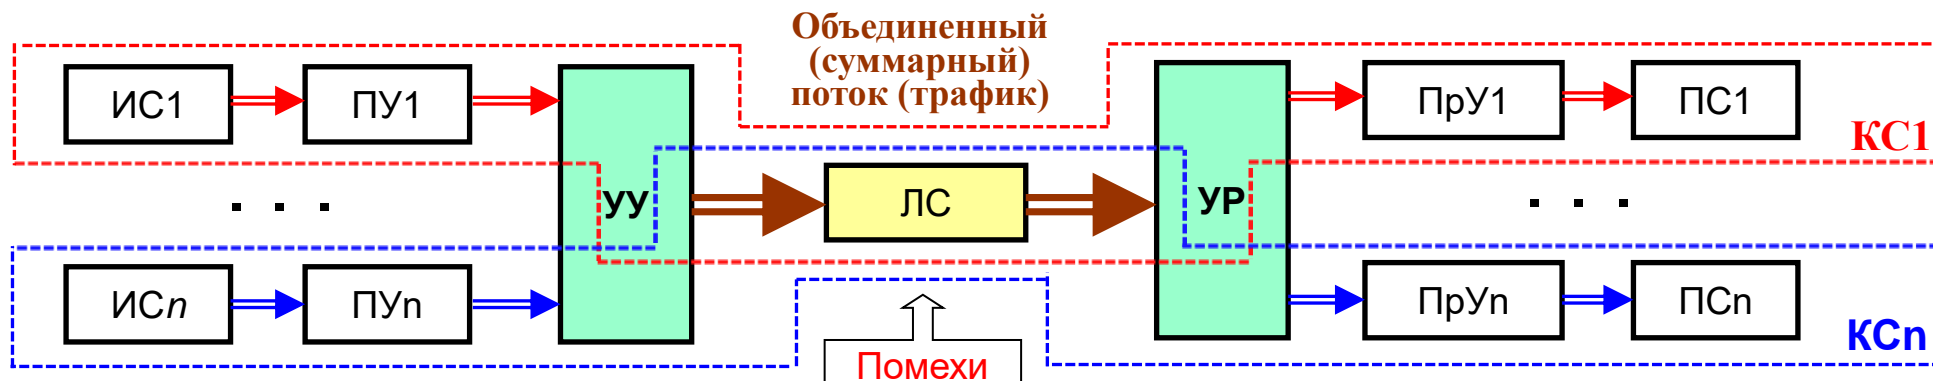 Объединенный
(суммарный)
поток (трафик)
ИС1
ПУ1
ПрУ1
ПС1
КС1
. . .
УУ
ЛС
УР
. . .
ИСn
ПУn
ПрУn
ПСn
КСn
Помехи